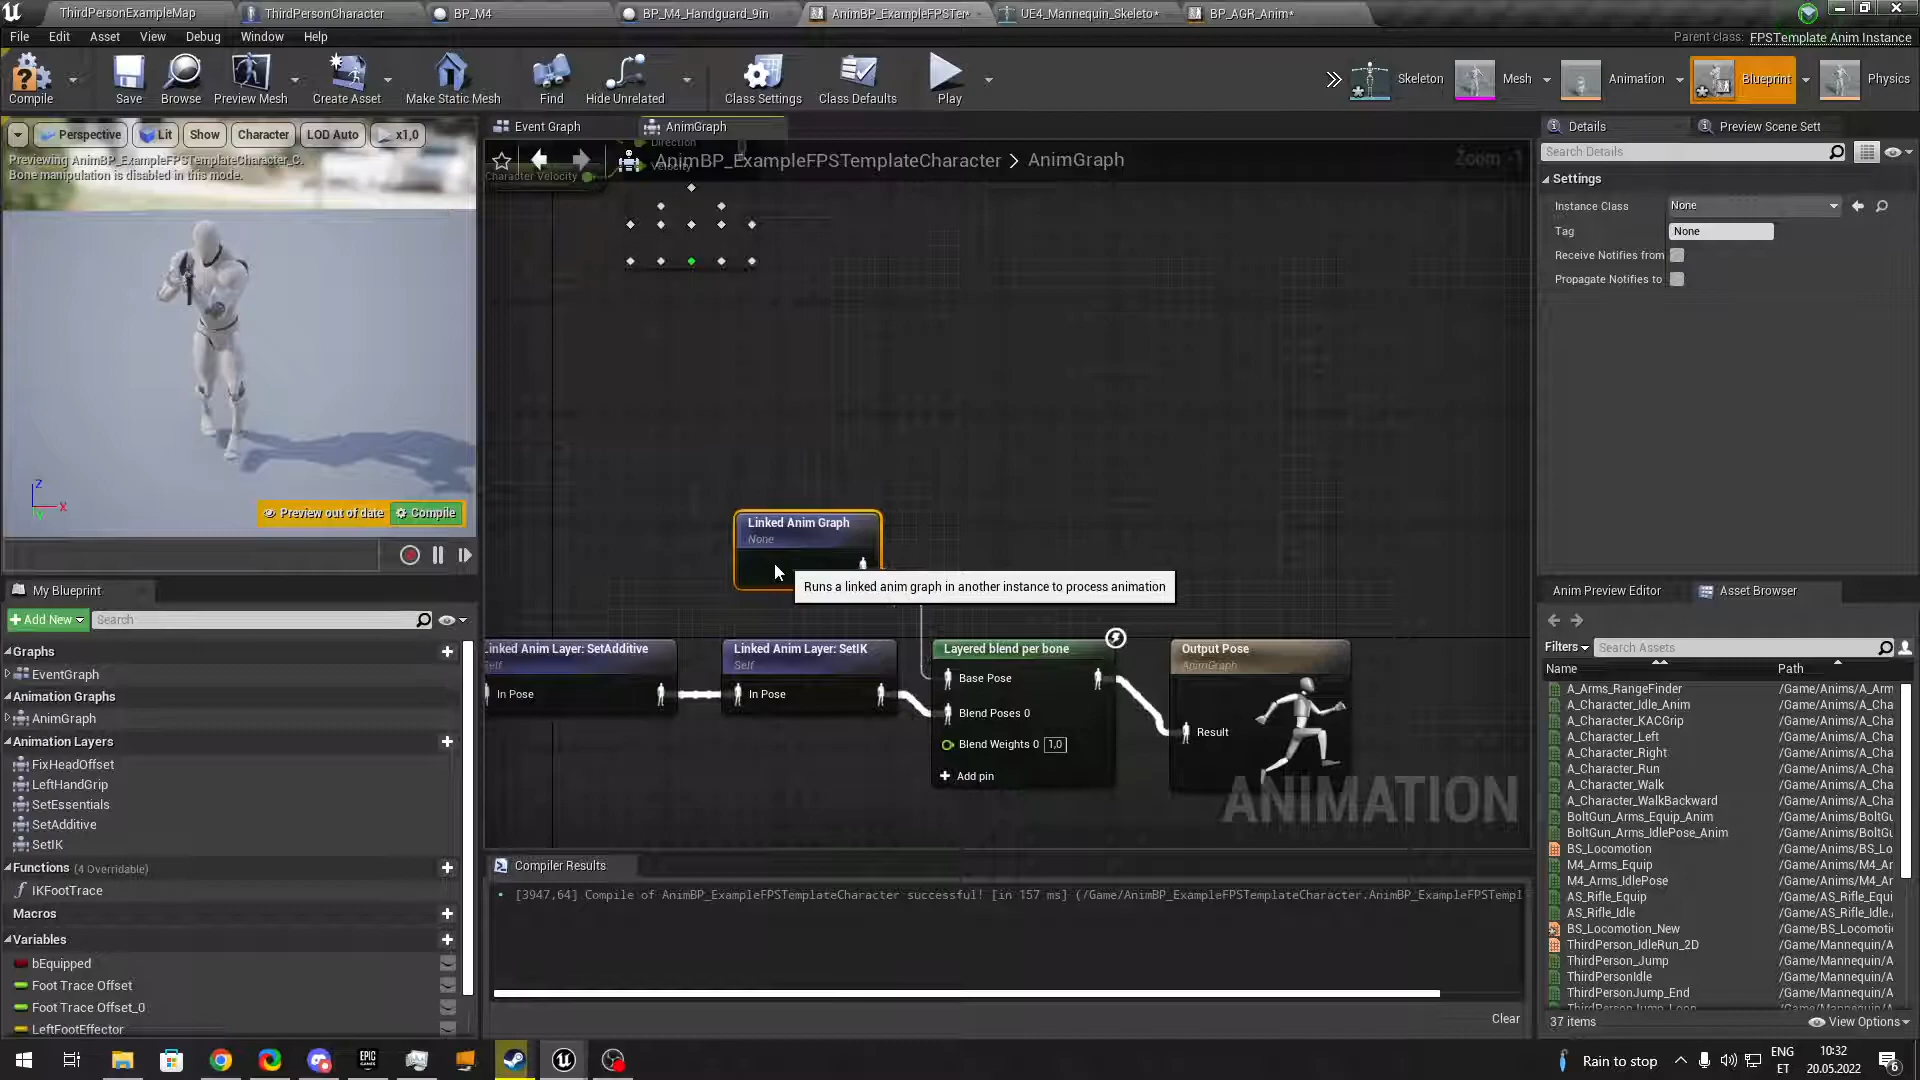 ThirdPersonExampleMap
ThirdPersonCharacter
BP_M4
BP_M4_Handguard_9in
AnimBP_ExampleFPSTer*
UE4_Mannequin_Skeleto*
BP_AGR_Anim*
File Edit Asset View Debug Window Help
Parent class: FPSTemplate Anim Instance
Compile
Save
Browse
Preview Mesh
Create Asset
Make Static Mesh
Find
Hide Unrelated
Class Settings
Class Defaults
Play
Skeleton
Mesh
Animation
Blueprint
Physics
Perspective Lit Show Character LOD Auto x1,0
Previewing AnimBP_ExampleFPSTemplateCharacter_C.
Bone manipulation is disabled in this mode.
Z
X
Preview out of date
Compile
Event Graph
AnimGraph
Direction
Velocity
Character Velocity
AnimBP_ExampleFPSTemplateCharacter > AnimGraph
Zoom -1
Linked Anim Graph
None
Runs a linked anim graph in another instance to process animation
Linked Anim Layer: SetAdditive
Self
In Pose
Linked Anim Layer: SetIK
Self
In Pose
Layered blend per bone
Base Pose
Blend Poses 0
Blend Weights 0 1,0
Add pin
Output Pose
AnimGraph
Result
ANIMATION
Compiler Results
[3947,64] Compile of AnimBP_ExampleFPSTemplateCharacter successful! [in 157 ms] (/Game/AnimBP_ExampleFPSTemplateCharacter.AnimBP_ExampleFPSTempl
Clear
My Blueprint
Add New
Search
Graphs
EventGraph
Animation Graphs
AnimGraph
Animation Layers
FixHeadOffset
LeftHandGrip
SetEssentials
SetAdditive
SetIK
Functions (4 Overridable)
IKFootTrace
Macros
Variables
bEquipped
Foot Trace Offset
Foot Trace Offset_0
LeftFootEffector
Details
Preview Scene Sett
Search Details
Settings
Instance Class None
Tag None
Receive Notifies from
Propagate Notifies to
Anim Preview Editor
Asset Browser
Filters
Search Assets
Name Path
A_Arms_RangeFinder /Game/Anims/A_Arm
A_Character_Idle_Anim /Game/Anims/A_Cha
A_Character_KACGrip /Game/Anims/A_Cha
A_Character_Left /Game/Anims/A_Cha
A_Character_Right /Game/Anims/A_Cha
A_Character_Run /Game/Anims/A_Cha
A_Character_Walk /Game/Anims/A_Cha
A_Character_WalkBackward /Game/Anims/A_Cha
BoltGun_Arms_Equip_Anim /Game/Anims/BoltGu
BoltGun_Arms_IdlePose_Anim /Game/Anims/BoltGu
BS_Locomotion /Game/Anims/BS_Lo
M4_Arms_Equip /Game/Anims/M4_Ar
M4_Arms_IdlePose /Game/Anims/M4_Ar
AS_Rifle_Equip /Game/AS_Rifle_Equi
AS_Rifle_Idle /Game/AS_Rifle_Idle.
BS_Locomotion_New /Game/BS_Locomoti
ThirdPerson_IdleRun_2D /Game/Mannequin/A
ThirdPerson_Jump /Game/Mannequin/A
ThirdPersonIdle /Game/Mannequin/A
ThirdPersonJump_End /Game/Mannequin/A
ThirdPersonJump_Loop /Game/Mannequin/A
37 items
View Options
EPIC
Rain to stop
ENG
ET
10:32
20.05.2022
6